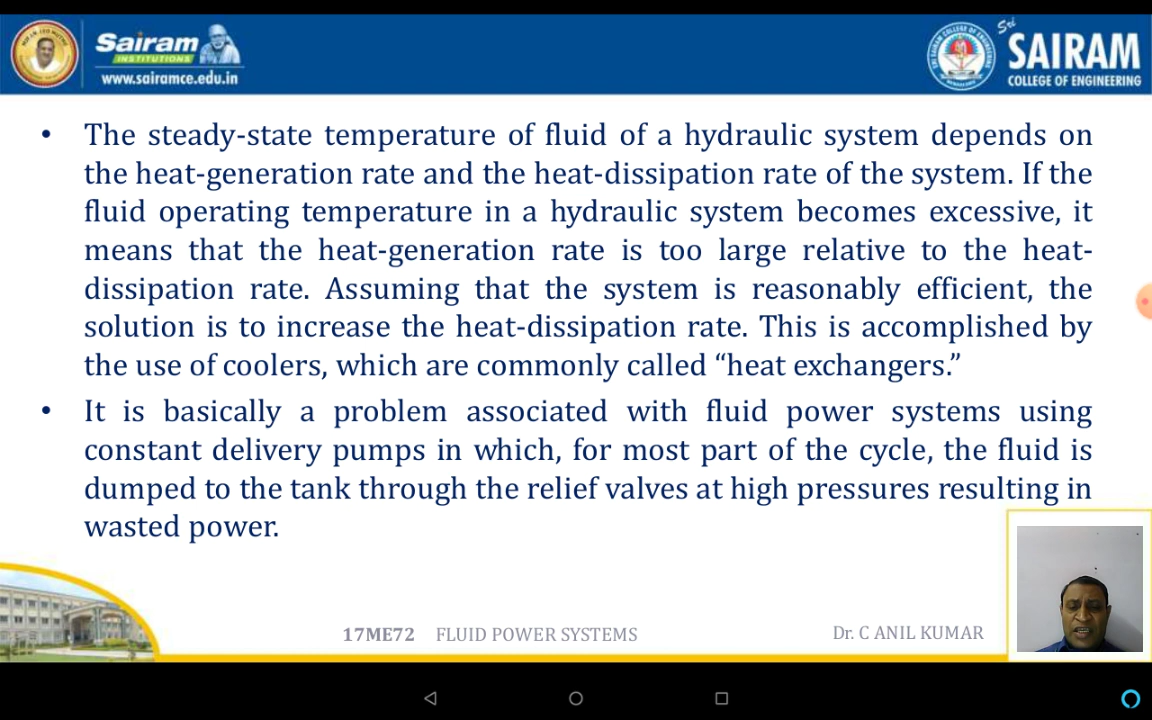 Sairam
INSTITUTIONS
www.sairamce.edu.in
Sri
SAIRAM
COLLEGE OF ENGINEERING
• The steady-state temperature of fluid of a hydraulic system depends on
the heat-generation rate and the heat-dissipation rate of the system. If the
fluid operating temperature in a hydraulic system becomes excessive, it
means that the heat-generation rate is too large relative to the heat-
dissipation rate. Assuming that the system is reasonably efficient, the
solution is to increase the heat-dissipation rate. This is accomplished by
the use of coolers, which are commonly called “heat exchangers.”
• It is basically a problem associated with fluid power systems using
constant delivery pumps in which, for most part of the cycle, the fluid is
dumped to the tank through the relief valves at high pressures resulting in
wasted power.
17ME72 FLUID POWER SYSTEMS
Dr. C ANIL KUMAR